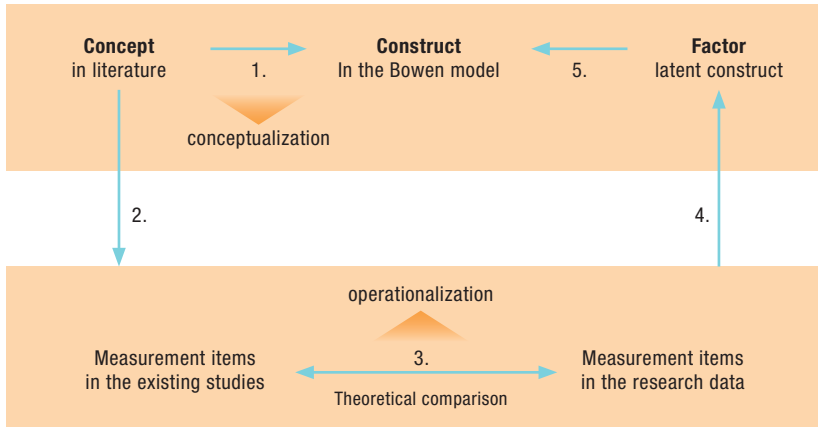 Concept
in literature
1.
Construct
In the Bowen model
5.
Factor
latent construct
conceptualization
2.
4.
operationalization
Measurement items
in the existing studies
3.
Theoretical comparison
Measurement items
in the research data